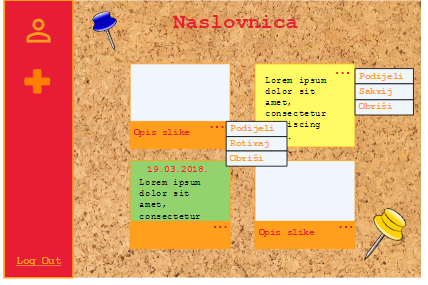 Naslovnica
...
Lorem ipsum
dolor sit
amet,
consectetur
iscing
.
Podijeli
Sakrij
Obriši
...
Opis slike
Podijeli
Rotiraj
Obriši
19.03.2018.
Lorem ipsum
dolor sit
amet,
consectetur
...
...
Opis slike
Log Out